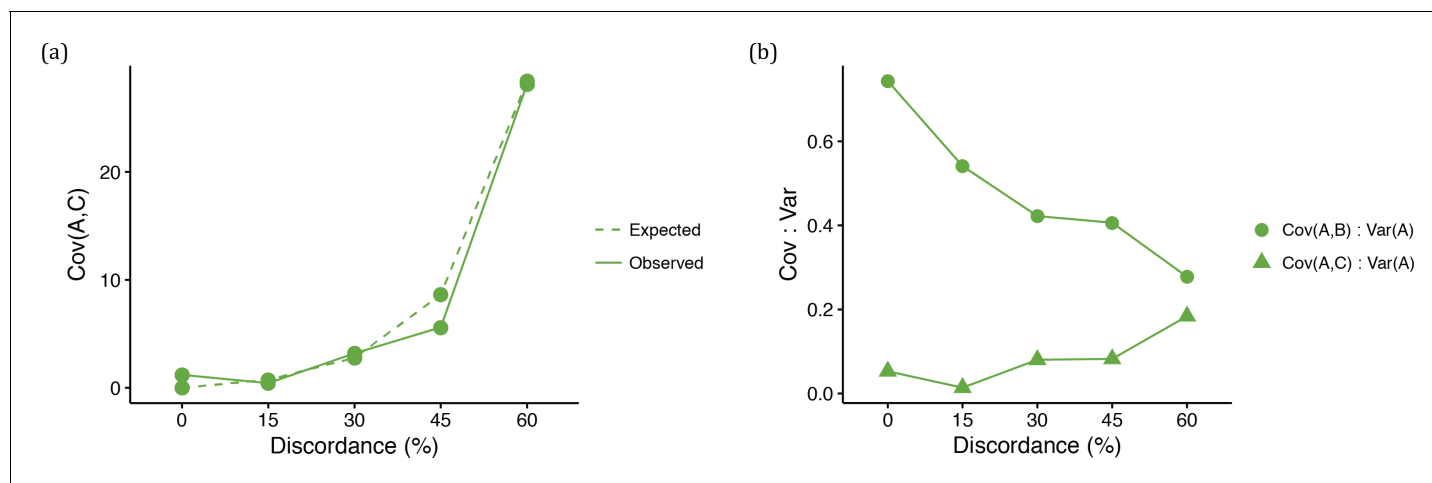 (a)
Cov(A,C)
20
10
0
0 15 30 45 60
Discordance (%)
Expected
Observed
(b)
Cov : Var
0.6
0.4
0.2
0.0
0 15 30 45 60
Discordance (%)
Cov(A,B) : Var(A)
Cov(A,C) : Var(A)